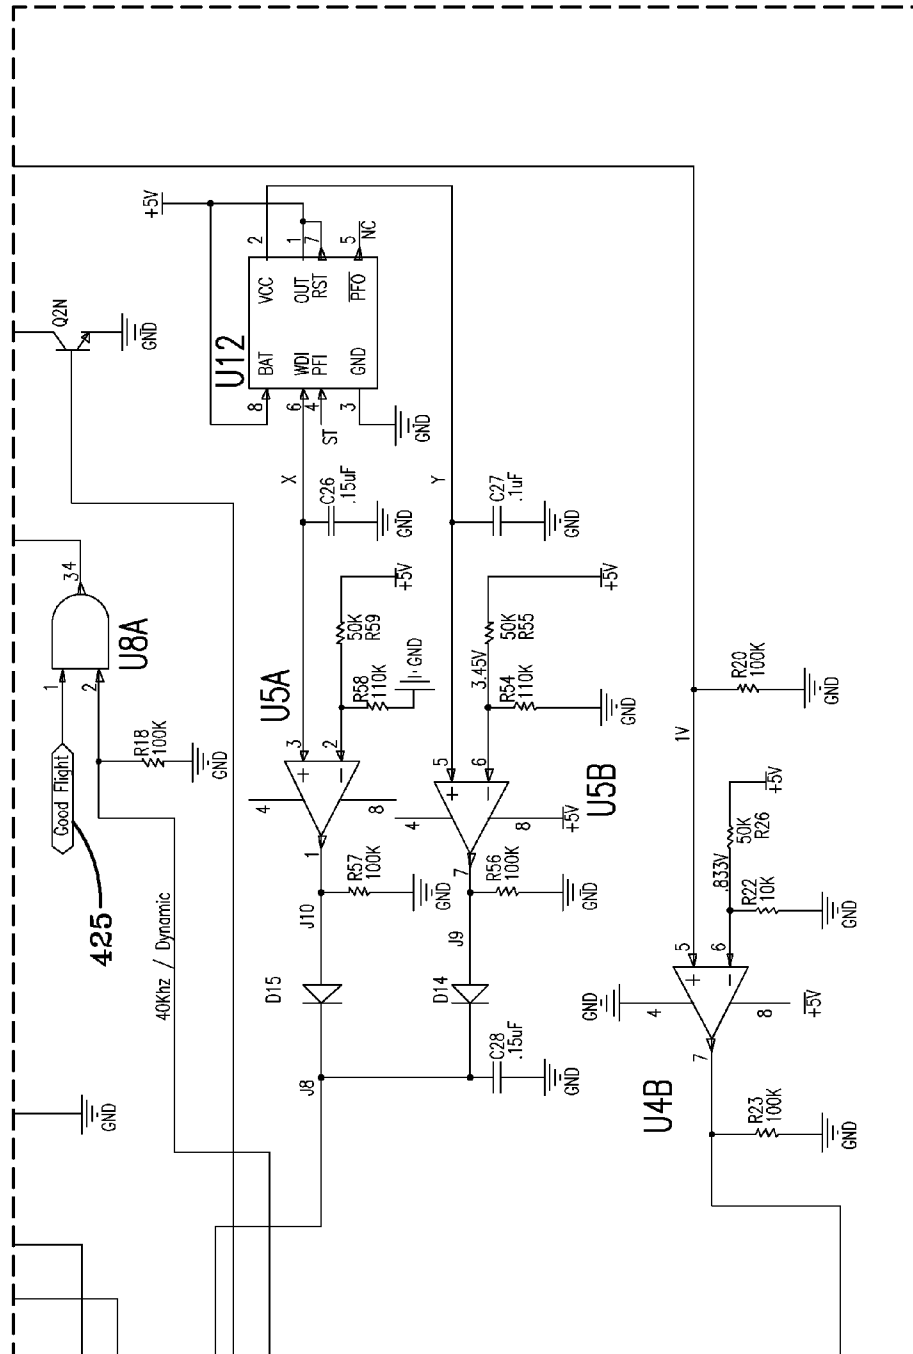 +5V
Q2N
GND
2
1
7
5
NC
VCC
OUT
RST
PFO
U12
BAT
WDI
PFI
GND
8
6
4
3
ST
GND
X
C26
.15uF
GND
Y
C27
.1uF
GND
34
U8A
1
2
Good Flight
425
R18
100K
GND
40Khz / Dynamic
+5V
50K
R59
R58
110K
GND
U5A
3
2
+
−
4
8
1
R57
100K
GND
J10
D15
J8
+5V
50K
R55
3.45V
R54
110K
GND
5
6
+
−
U5B
4
8
+5V
7
R56
100K
GND
J9
D14
C28
.15uF
GND
R20
100K
GND
1V
+5V
50K
R26
.833V
R22
10K
GND
5
6
+
−
GND
4
8
+5V
7
U4B
R23
100K
GND
GND